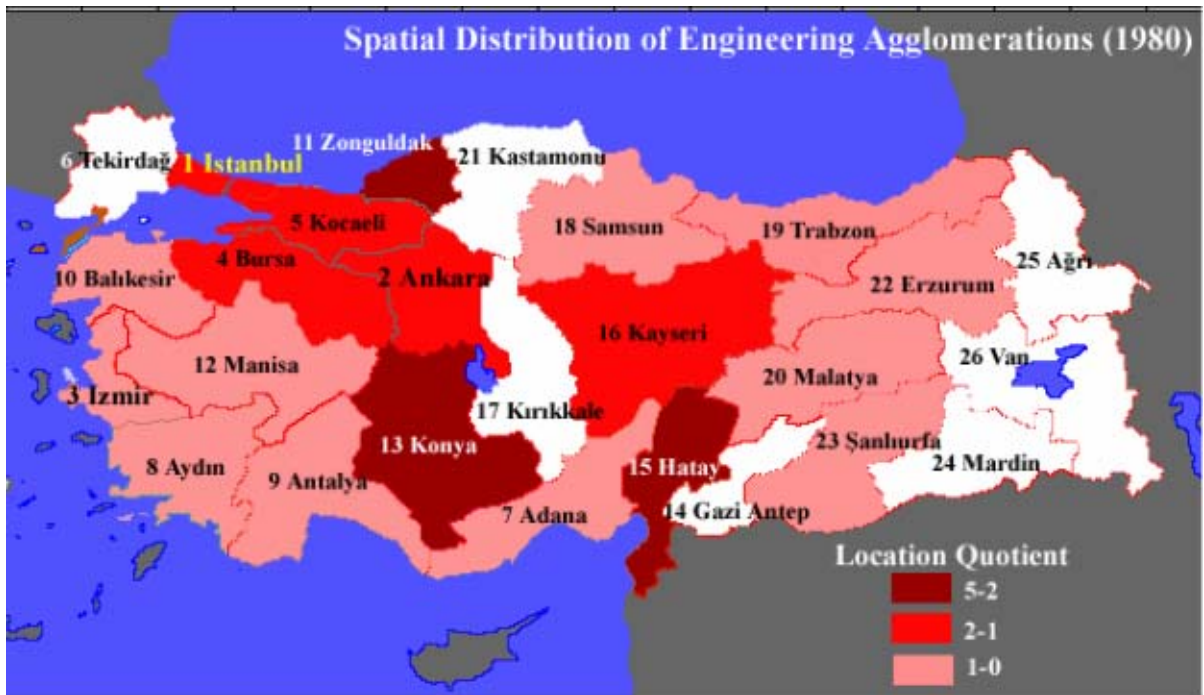 Spatial Distribution of Engineering Agglomerations (1980)
11 Zonguldak
21 Kastamonu
6 Tekirdağ
1 Istanbul
5 Kocaeli
18 Samsun
19 Trabzon
25 Ağrı
4 Bursa
2 Ankara
10 Balıkesir
22 Erzurum
16 Kayseri
12 Manisa
26 Van
20 Malatya
3 İzmir
17 Kırıkkale
13 Konya
23 Şanlıurfa
8 Aydın
15 Hatay
24 Mardin
9 Antalya
7 Adana
14 Gazi Antep
Location Quotient
5-2
2-1
1-0